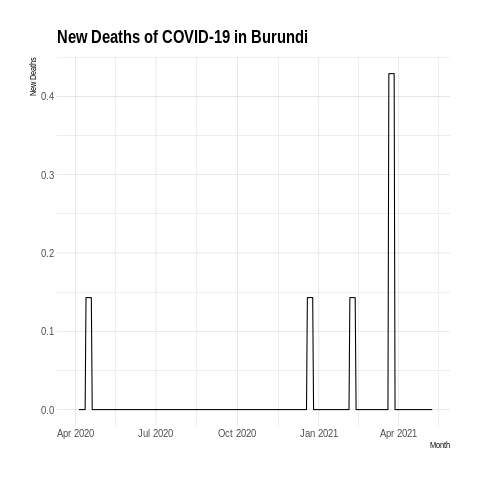 New Deaths of COVID-19 in Burundi
New Deaths
0.4
0.3
0.2
0.1
0.0
Apr 2020 Jul 2020 Oct 2020 Jan 2021 Apr 2021
Month